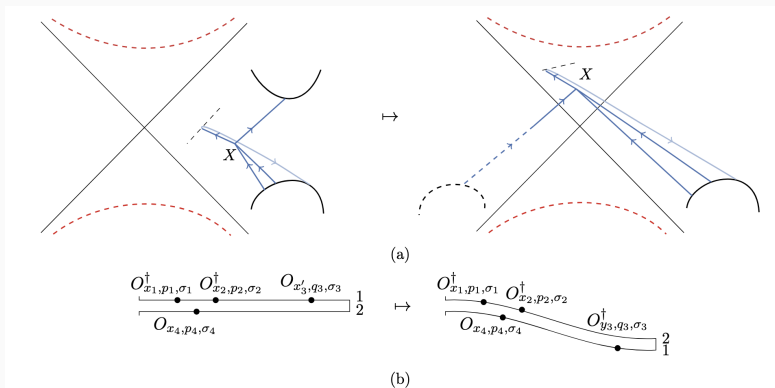 X
↦
X
(a)
O†x₁,p₁,σ₁ O†x₂,p₂,σ₂ Ox′₃,q₃,σ₃
1
2
Ox₄,p₄,σ₄
↦
O†x₁,p₁,σ₁ O†x₂,p₂,σ₂
O†y₃,q₃,σ₃
Ox₄,p₄,σ₄
2
1
(b)